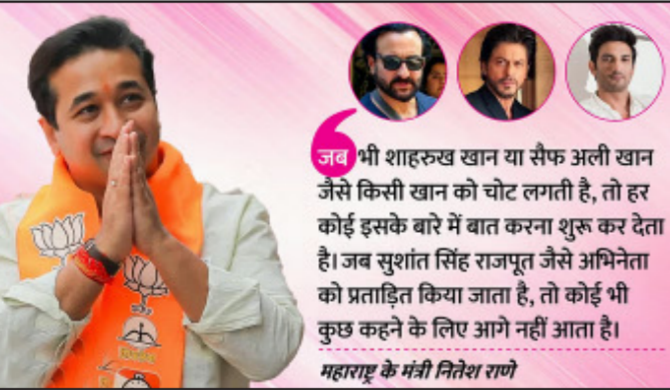 जब भी शाहरुख खान या सैफ अली खान
जैसे किसी खान को चोट लगती है, तो हर
कोई इसके बारे में बात करना शुरू कर देता
है। जब सुशांत सिंह राजपूत जैसे अभिनेता
को प्रताड़ित किया जाता है, तो कोई भी
कुछ कहने के लिए आगे नहीं आता है।
महाराष्ट्र के मंत्री नितेश राणे